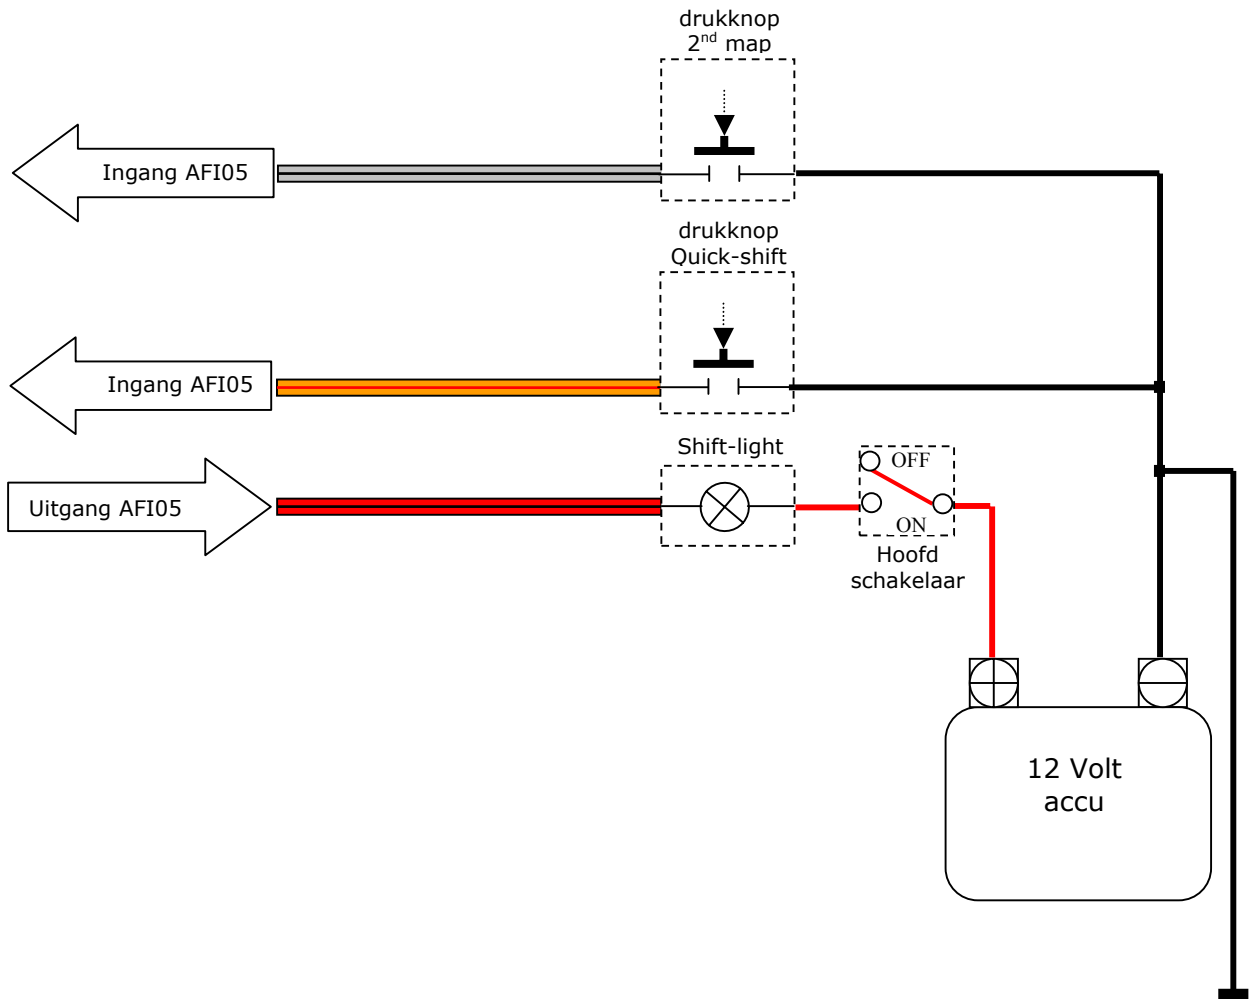 drukknop
2nd map
Ingang AFI05
drukknop
Quick-shift
Ingang AFI05
Shift-light
OFF
Uitgang AFI05
ON
Hoofd
schakelaar
12 Volt
accu